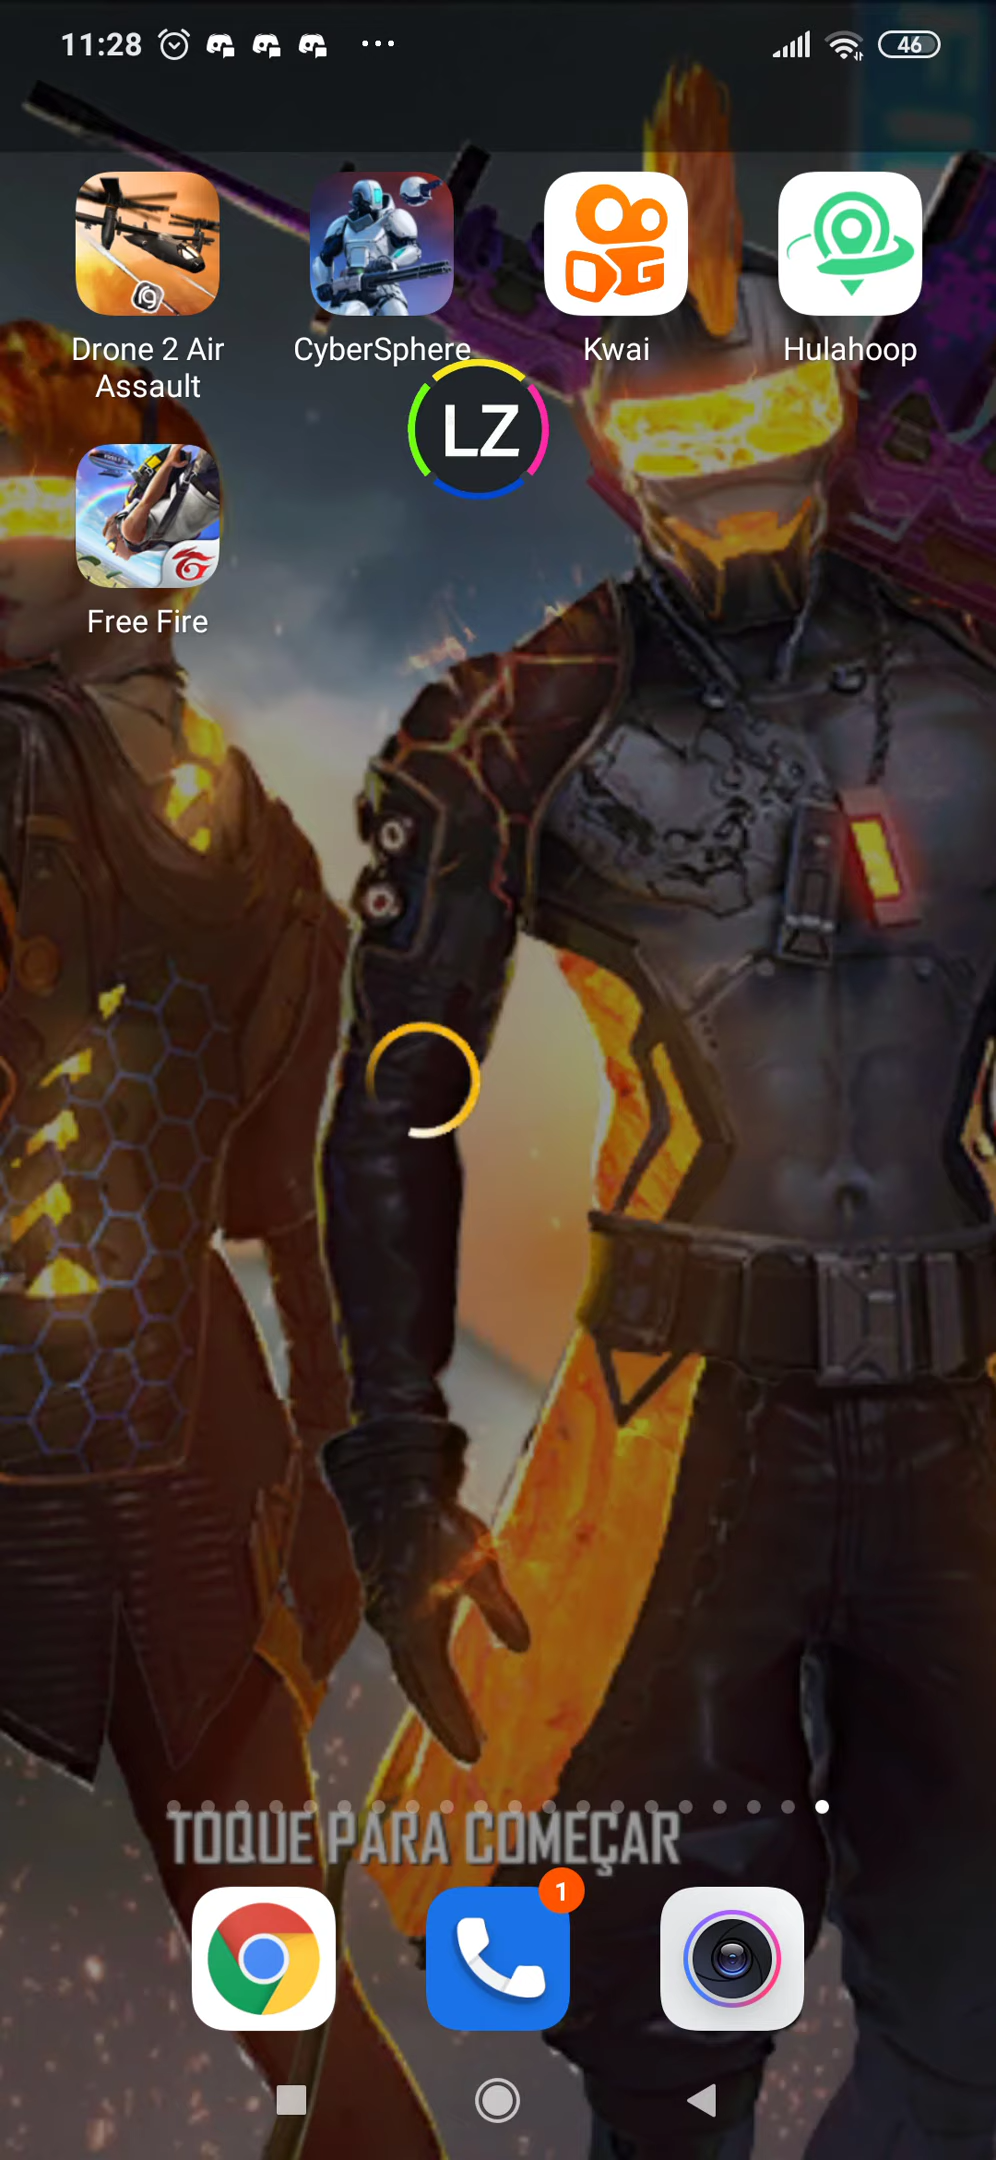 11:28
46
Drone 2 Air
Assault
CyberSphere
Kwai
Hulahoop
LZ
Free Fire
TOQUE PARA COMEÇAR
1